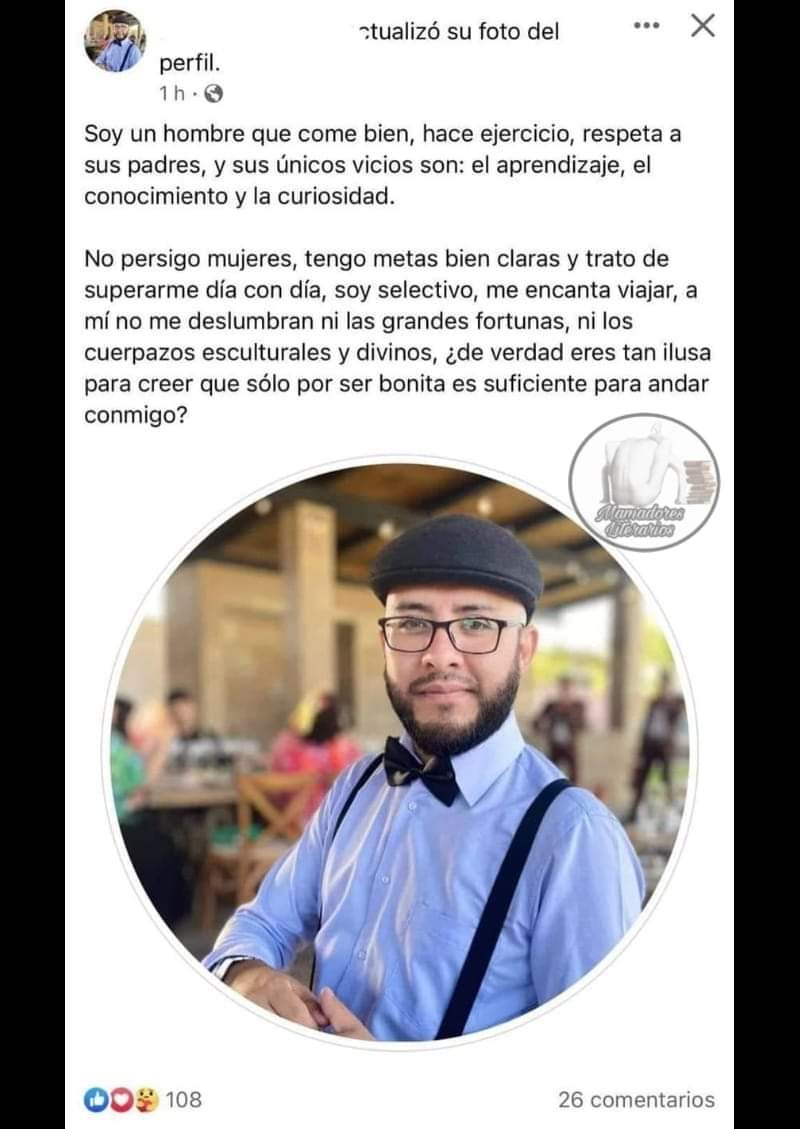 ctualizó su foto del
perfil.
1 h ·
Soy un hombre que come bien, hace ejercicio, respeta a
sus padres, y sus únicos vicios son: el aprendizaje, el
conocimiento y la curiosidad.
No persigo mujeres, tengo metas bien claras y trato de
superarme día con día, soy selectivo, me encanta viajar, a
mí no me deslumbran ni las grandes fortunas, ni los
cuerpazos esculturales y divinos, ¿de verdad eres tan ilusa
para creer que sólo por ser bonita es suficiente para andar
conmigo?
Mamadores
Literarios
108
26 comentarios